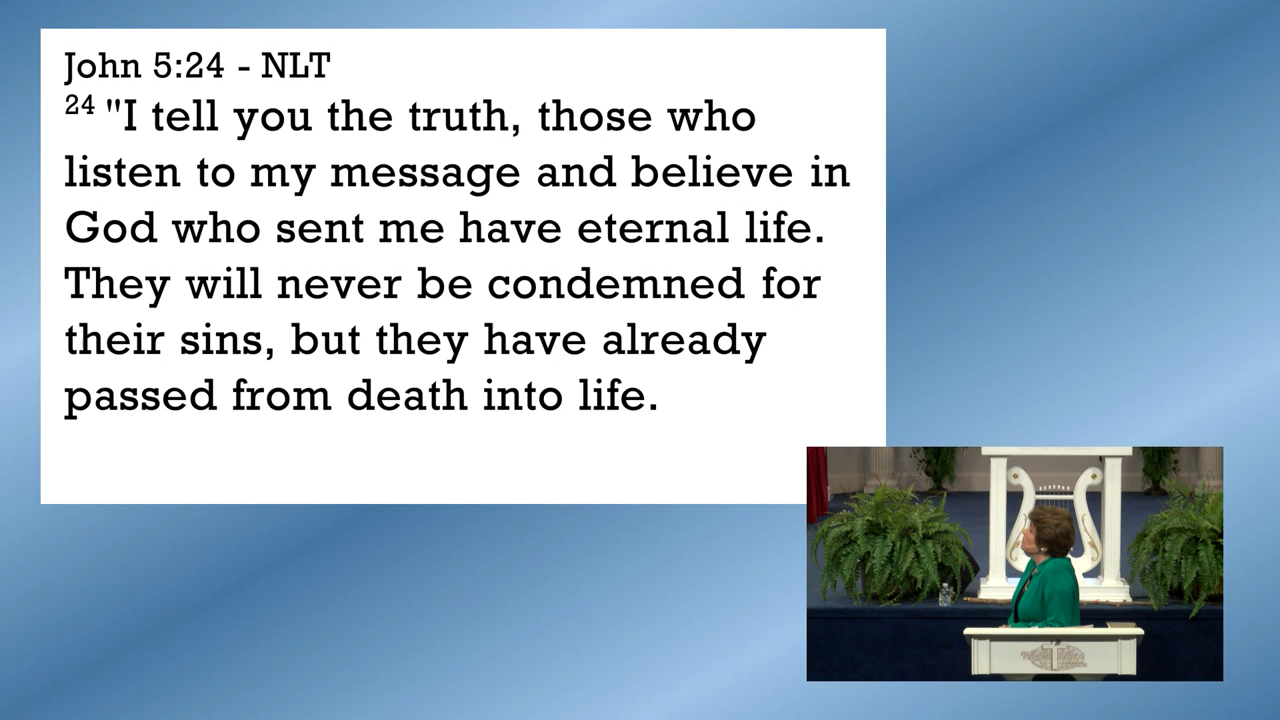 John 5:24 - NLT
24 "I tell you the truth, those who
listen to my message and believe in
God who sent me have eternal life.
They will never be condemned for
their sins, but they have already
passed from death into life.